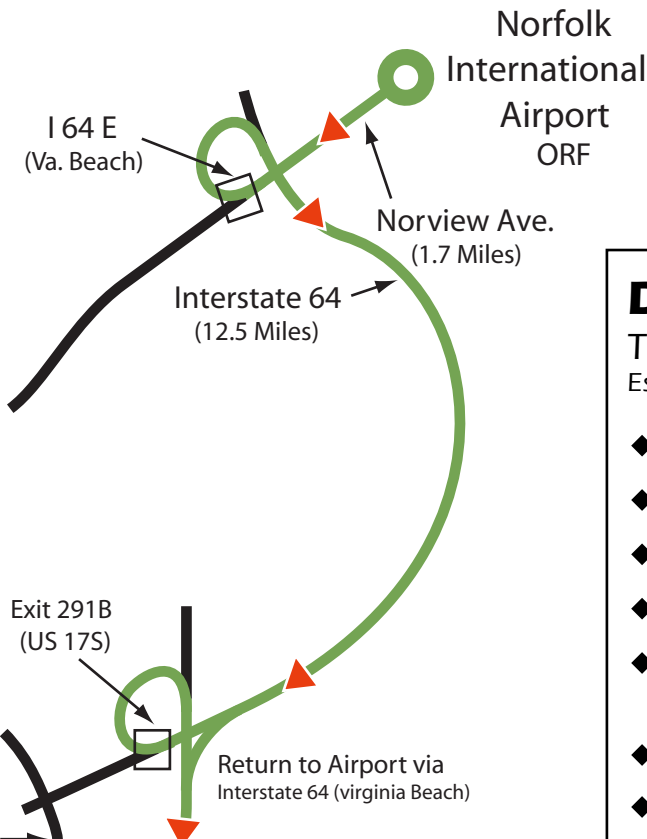 Norfolk
International
Airport
ORF
I 64 E
(Va. Beach)
Norview Ave.
(1.7 Miles)
Interstate 64
(12.5 Miles)
Exit 291B
(US 17S)
Return to Airport via
Interstate 64 (virginia Beach)